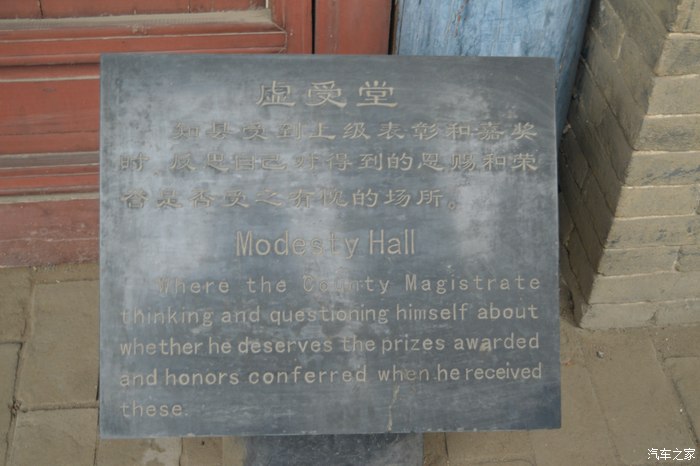 虚受堂
知县受到上级表彰和嘉奖
时,反思自己对得到的恩赐和荣
誉是否受之有愧的场所。
Modesty Hall
Where the County Magistrate
thinking and questioning himself about
whether he deserves the prizes awarded
and honors conferred when he received
these.
汽车之家